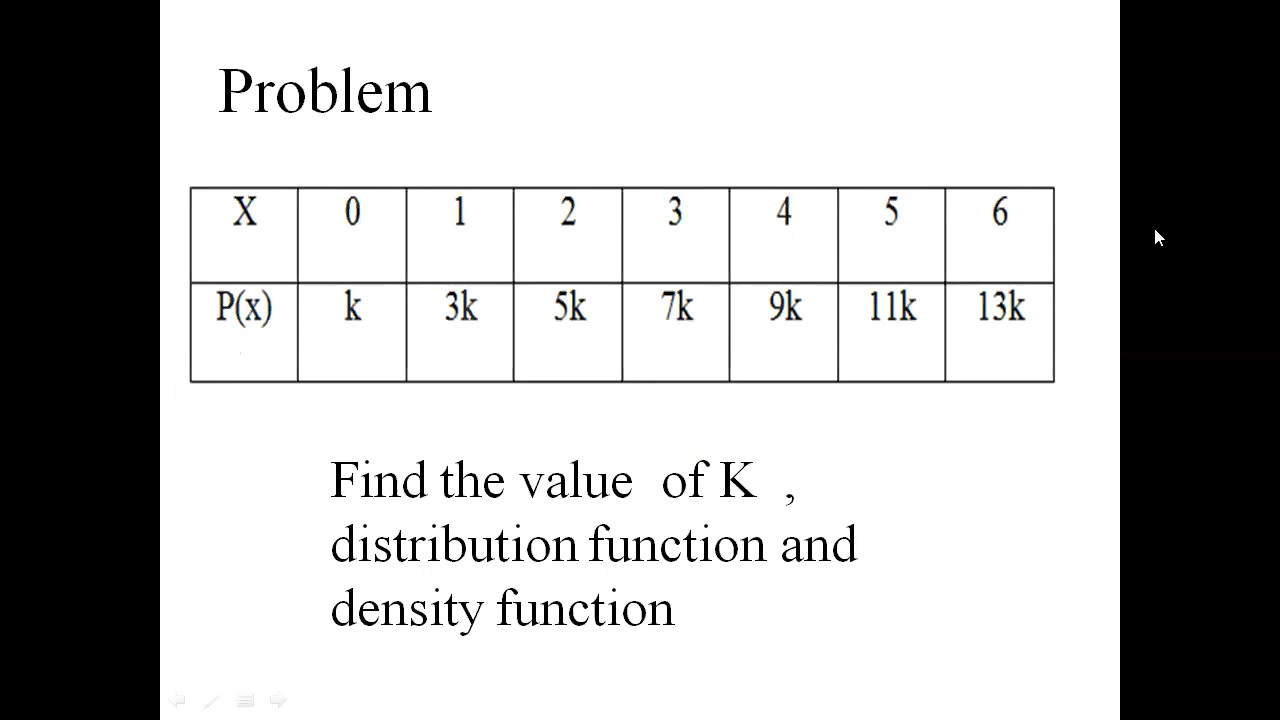 Problem
X 0 1 2 3 4 5 6
P(x) k 3k 5k 7k 9k 11k 13k
Find the value of K ,
distribution function and
density function